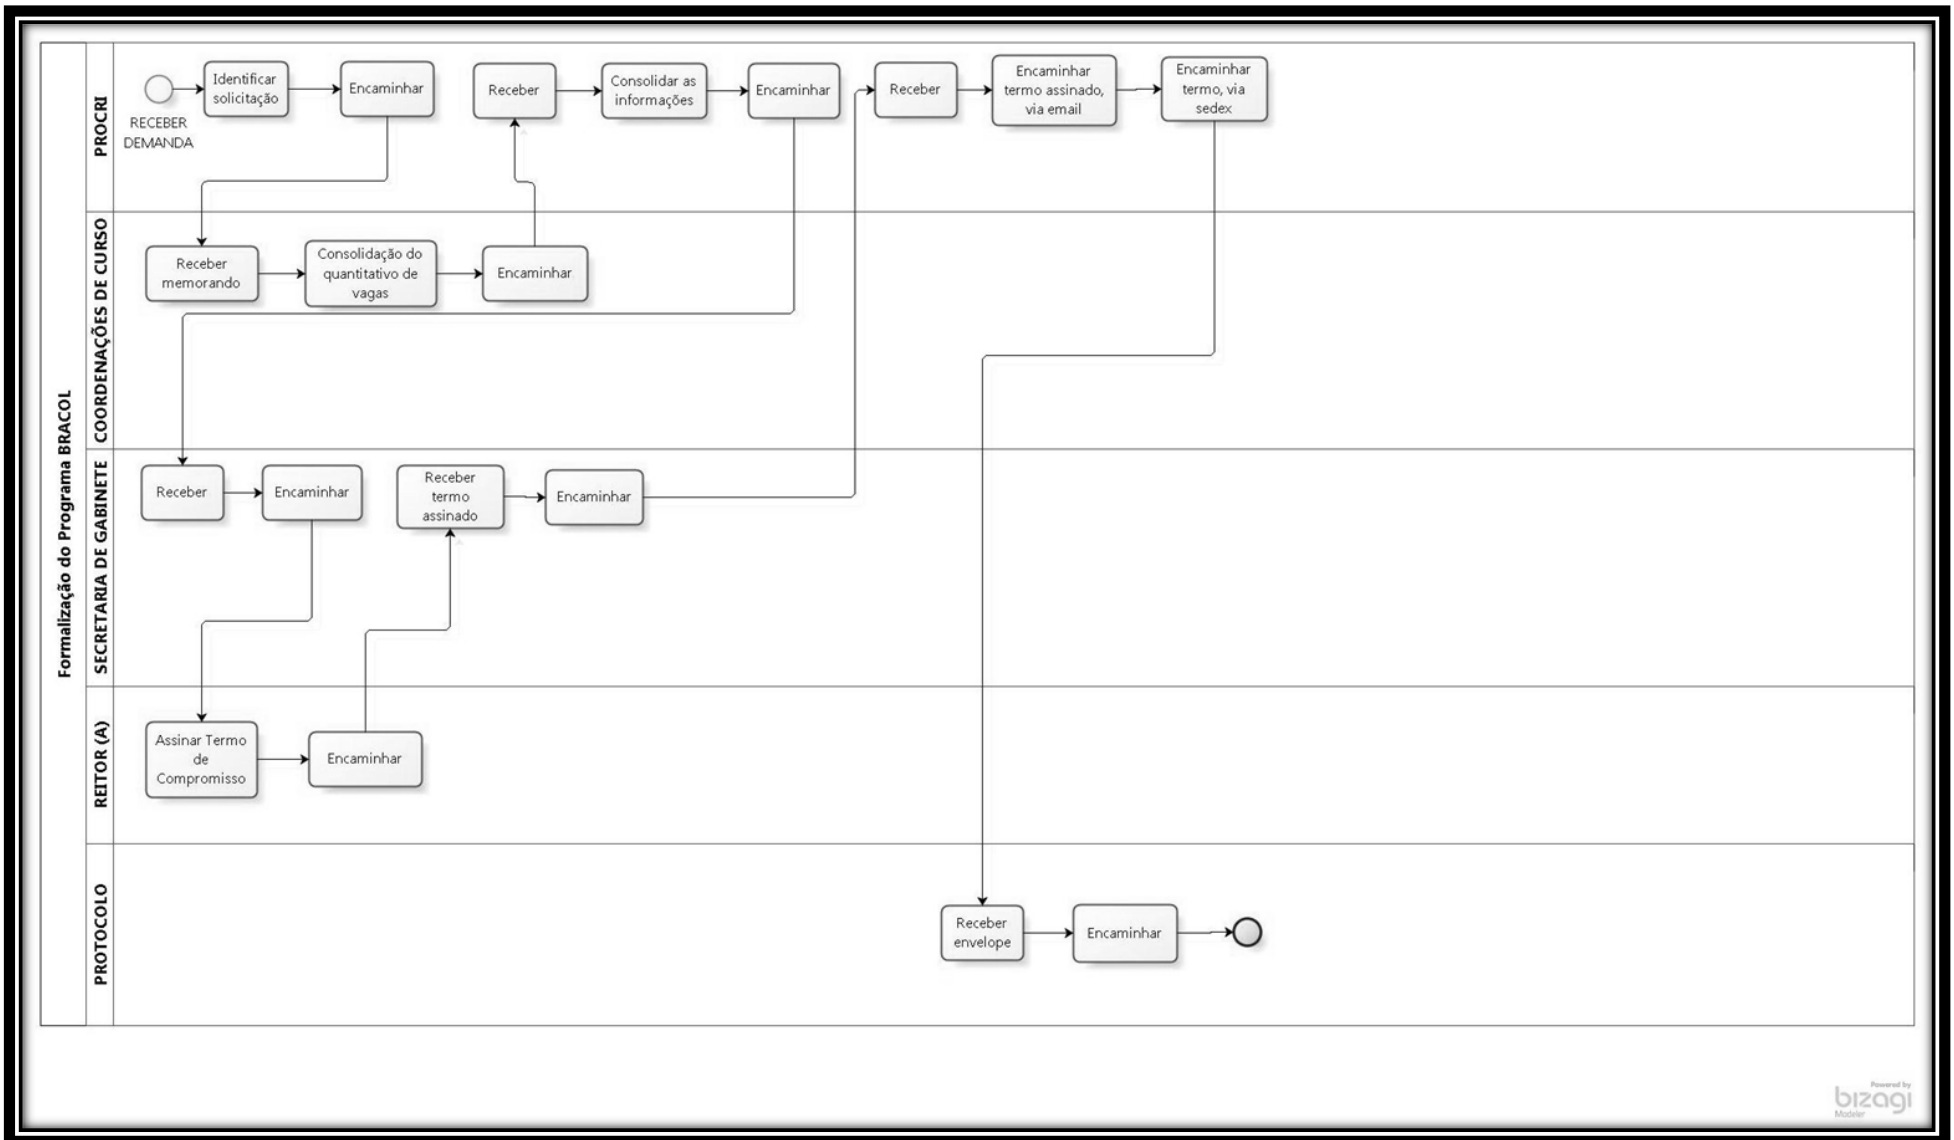 Formalização do Programa BRACOL
PROCRI
RECEBER
DEMANDA
Identificar
solicitação
Encaminhar
Receber
Consolidar as
informações
Encaminhar
Receber
Encaminhar
termo assinado,
via email
Encaminhar
termo, via
sedex
COORDENAÇÕES DE CURSO
Receber
memorando
Consolidação do
quantitativo de
vagas
Encaminhar
SECRETARIA DE GABINETE
Receber
Encaminhar
Receber
termo
assinado
Encaminhar
REITOR (A)
Assinar Termo
de
Compromisso
Encaminhar
PROTOCOLO
Receber
envelope
Encaminhar
Powered by
bizagi
Modeler